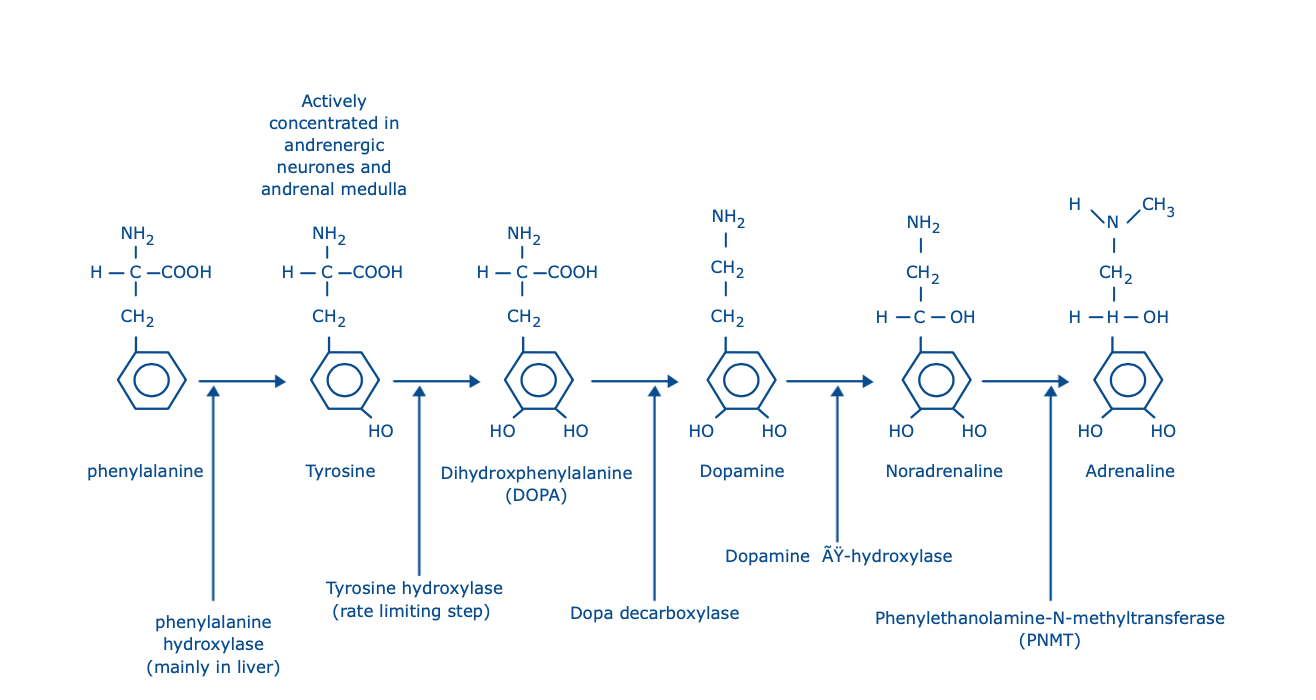 Actively
concentrated in
andrenergic
neurones and
andrenal medulla
NH2
H — C —COOH
CH2
phenylalanine
NH2
H — C —COOH
CH2
HO
Tyrosine
NH2
H — C —COOH
CH2
HO HO
Dihydroxphenylalanine
(DOPA)
NH2
CH2
CH2
HO HO
Dopamine
NH2
CH2
H — C — OH
HO HO
Noradrenaline
H CH3
N
CH2
H — H — OH
HO HO
Adrenaline
phenylalanine
hydroxylase
(mainly in liver)
Tyrosine hydroxylase
(rate limiting step)
Dopa decarboxylase
Dopamine ÃŸ-hydroxylase
Phenylethanolamine-N-methyltransferase
(PNMT)